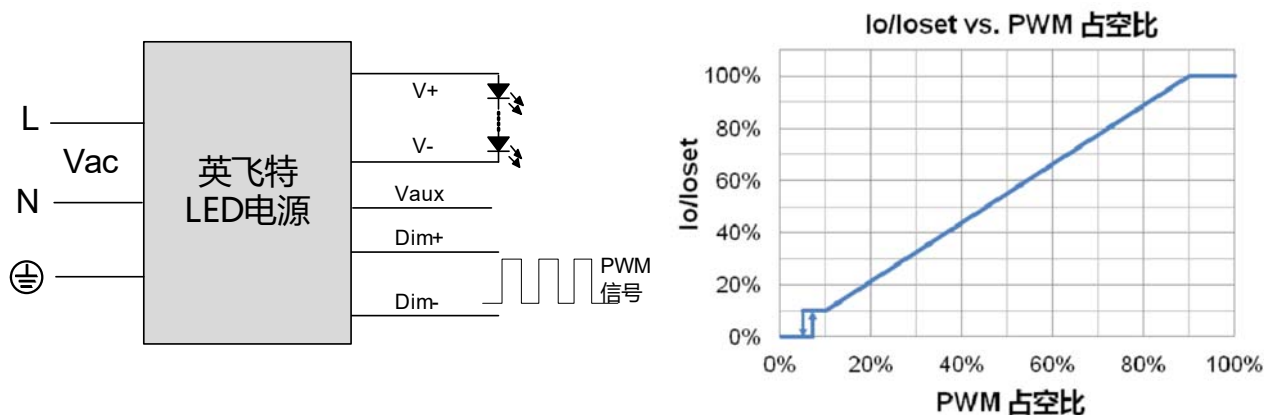 L
Vac
N
英飞特
LED电源
V+
V-
Vaux
Dim+
Dim-
PWM
信号
Io/Ioset vs. PWM 占空比
Io/Ioset
100%
80%
60%
40%
20%
0%
0%
20%
40%
60%
80%
100%
PWM 占空比